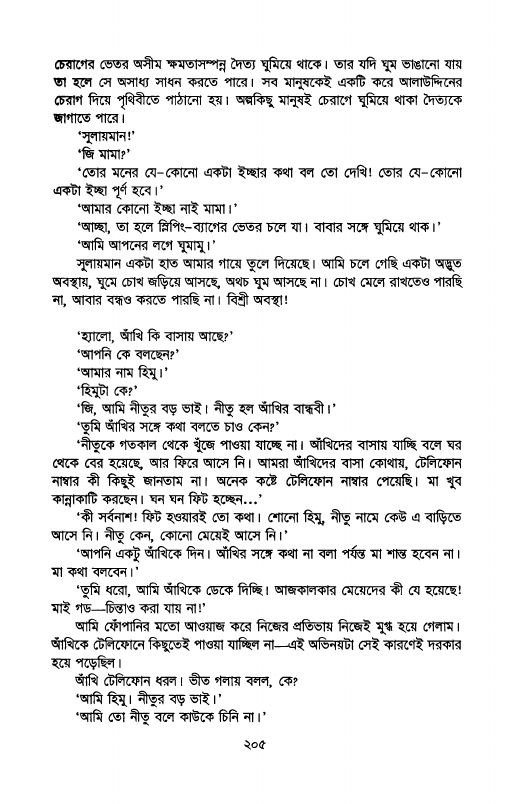 চেরাগের ভেতর অসীম ক্ষমতাসম্পন্ন দৈত্য ঘুমিয়ে থাকে। তার যদি ঘুম ভাঙানো যায়
তা হলে সে অসাধ্য সাধন করতে পারে। সব মানুষকেই একটি করে আলাউদ্দিনের
চেরাগ দিয়ে পৃথিবীতে পাঠানো হয়। অল্পকিছু মানুষই চেরাগে ঘুমিয়ে থাকা দৈত্যকে
জাগাতে পারে।
‘সুলায়মান!’
‘জি মামা?’
‘তোর মনের যে-কোনো একটা ইচ্ছার কথা বল তো দেখি! তোর যে-কোনো
একটা ইচ্ছা পূর্ণ হবে।’
‘আমার কোনো ইচ্ছা নাই মামা।’
‘আচ্ছা, তা হলে স্লিপিং-ব্যাগের ভেতর চলে যা। বাবার সঙ্গে ঘুমিয়ে থাক।’
‘আমি আপনের লগে ঘুমামু।’
সুলায়মান একটা হাত আমার গায়ে তুলে দিয়েছে। আমি চলে গেছি একটা অদ্ভুত
অবস্থায়, ঘুমে চোখ জড়িয়ে আসছে, অথচ ঘুম আসছে না। চোখ মেলে রাখতেও পারছি
না, আবার বন্ধও করতে পারছি না। বিশ্রী অবস্থা!
‘হ্যালো, আঁখি কি বাসায় আছে?’
‘আপনি কে বলছেন?’
‘আমার নাম হিমু।’
‘হিমুটা কে?’
‘জি, আমি নীতুর বড় ভাই। নীতু হল আঁখির বান্ধবী।’
‘তুমি আঁখির সঙ্গে কথা বলতে চাও কেন?’
‘নীতুকে গতকাল থেকে খুঁজে পাওয়া যাচ্ছে না। আঁখিদের বাসায় যাচ্ছি বলে ঘর
থেকে বের হয়েছে, আর ফিরে আসে নি। আমরা আঁখিদের বাসা কোথায়, টেলিফোন
নাম্বার কী কিছুই জানতাম না। অনেক কষ্টে টেলিফোন নাম্বার পেয়েছি। মা খুব
কান্নাকাটি করছেন। ঘন ঘন ফিট হচ্ছেন...’
‘কী সর্বনাশ! ফিট হওয়ারই তো কথা। শোনো হিমু, নীতু নামে কেউ এ বাড়িতে
আসে নি। নীতু কেন, কোনো মেয়েই আসে নি।’
‘আপনি একটু আঁখিকে দিন। আঁখির সঙ্গে কথা না বলা পর্যন্ত মা শান্ত হবেন না।
মা কথা বলবেন।’
‘তুমি ধরো, আমি আঁখিকে ডেকে দিচ্ছি। আজকালকার মেয়েদের কী যে হয়েছে!
মাই গড—চিন্তাও করা যায় না!’
আমি ফোঁপানির মতো আওয়াজ করে নিজের প্রতিভায় নিজেই মুগ্ধ হয়ে গেলাম।
আঁখিকে টেলিফোনে কিছুতেই পাওয়া যাচ্ছিল না—এই অভিনয়টা সেই কারণেই দরকার
হয়ে পড়েছিল।
আঁখি টেলিফোন ধরল। ভীত গলায় বলল, কে?
‘আমি হিমু। নীতুর বড় ভাই।’
‘আমি তো নীতু বলে কাউকে চিনি না।’
২০৫